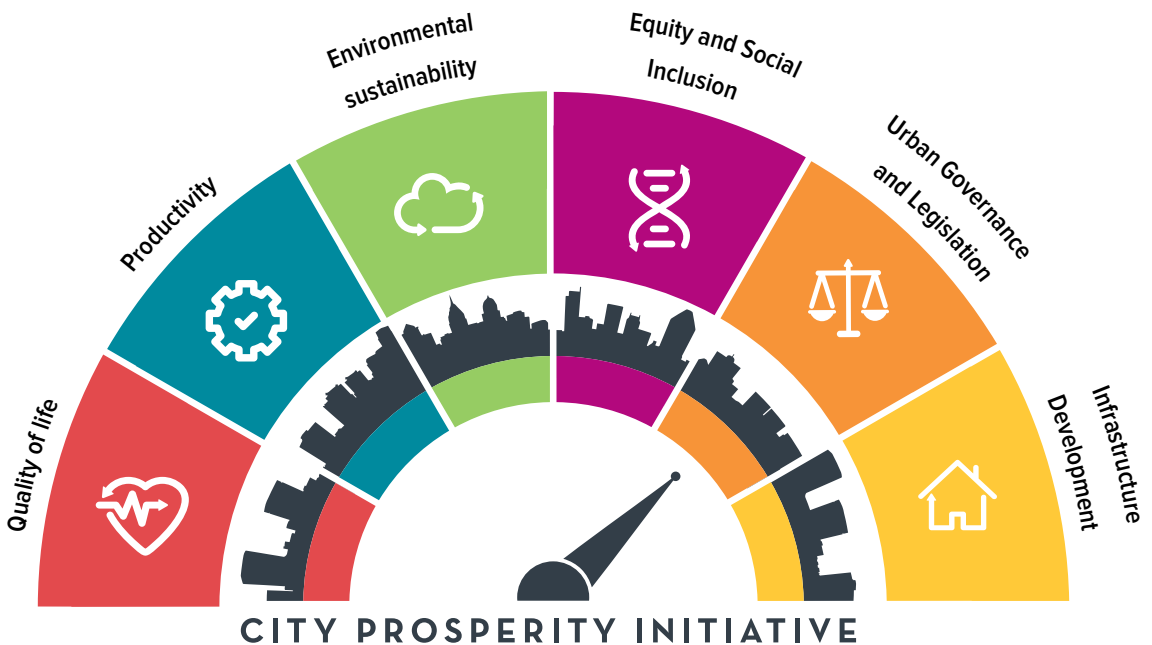 Quality of life
Productivity
Environmental
sustainability
Equity and Social
Inclusion
Urban Governance
and Legislation
Infrastructure
Development
CITY PROSPERITY INITIATIVE